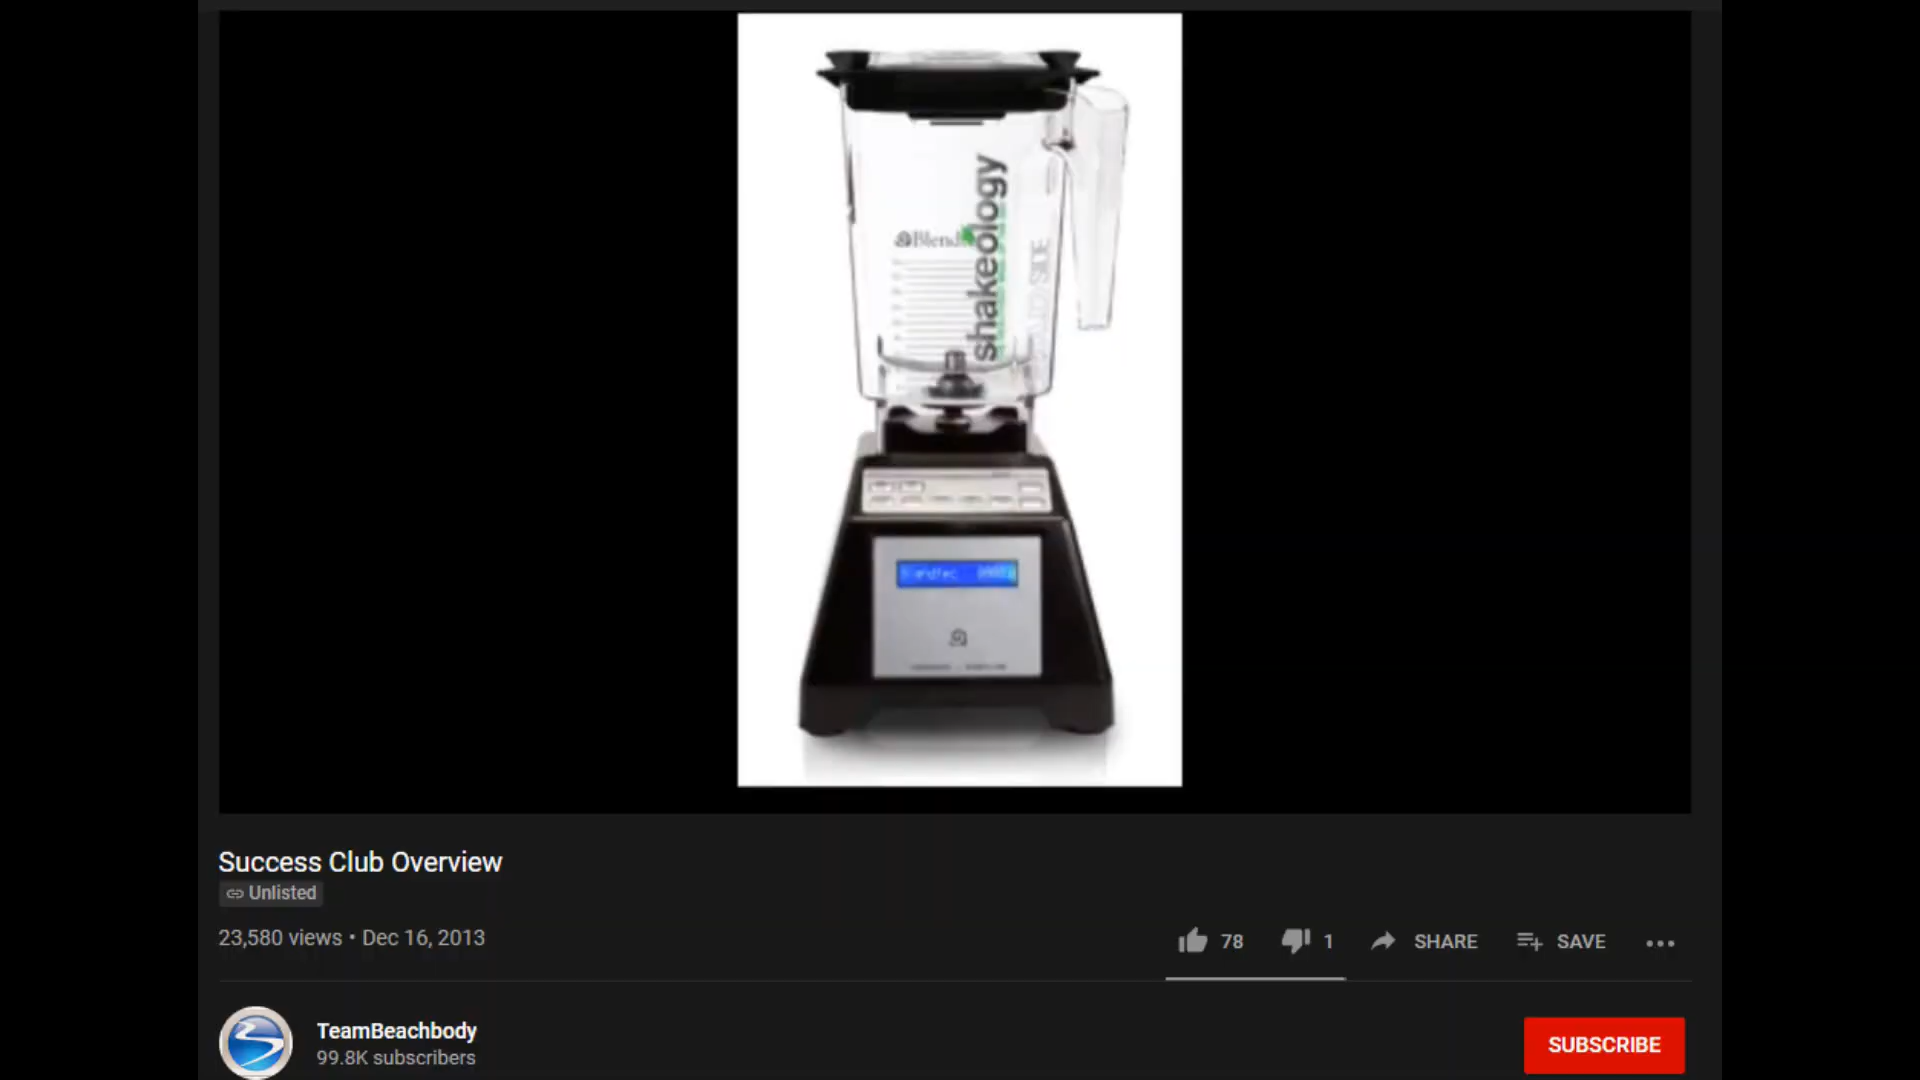 shakeology
Success Club Overview
Unlisted
23,580 views • Dec 16, 2013
78
1
SHARE
SAVE
TeamBeachbody
99.8K subscribers
SUBSCRIBE